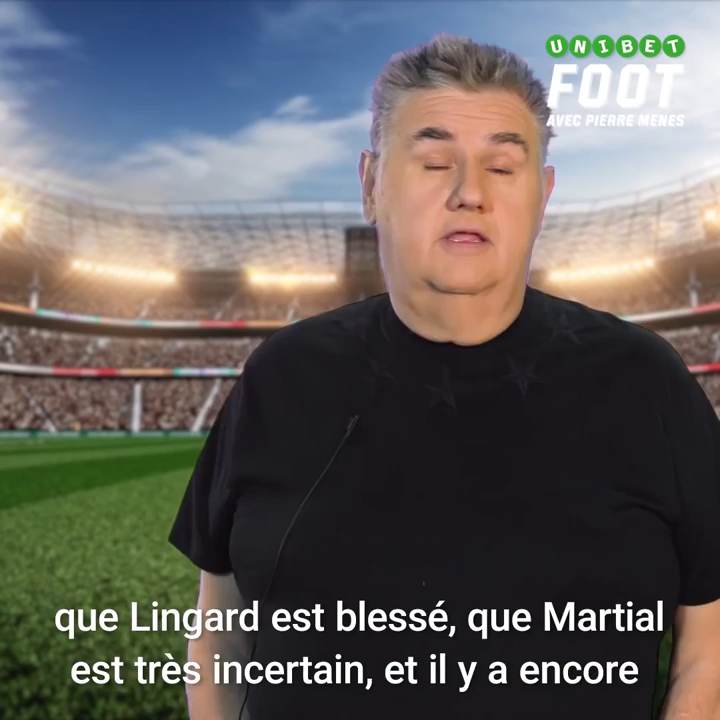 UNIBET
FOOT
AVEC PIERRE MENES
que Lingard est blessé, que Martial
est très incertain, et il y a encore